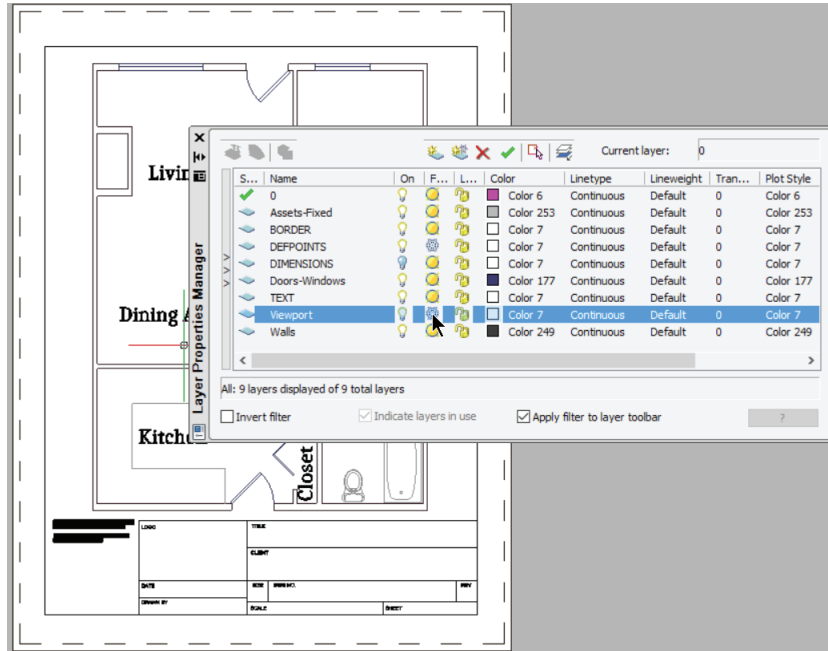 Current layer: 0
Livin
S... Name On F... L... Color Linetype Lineweight Tran... Plot Style
0 Color 6 Continuous Default 0 Color 6
Assets-Fixed Color 253 Continuous Default 0 Color 253
BORDER Color 7 Continuous Default 0 Color 7
DEFPOINTS Color 7 Continuous Default 0 Color 7
DIMENSIONS Color 7 Continuous Default 0 Color 7
Doors-Windows Color 177 Continuous Default 0 Color 177
TEXT Color 7 Continuous Default 0 Color 7
Viewport Color 7 Continuous Default 0 Color 7
Walls Color 249 Continuous Default 0 Color 249
Dining A
Layer Properties Manager
All: 9 layers displayed of 9 total layers
Invert filter Indicate layers in use Apply filter to layer toolbar ?
Kitche
Closet
LOGO TITLE
CLIENT
DATE SIZE DWG NO. REV
DRAWN BY SCALE SHEET